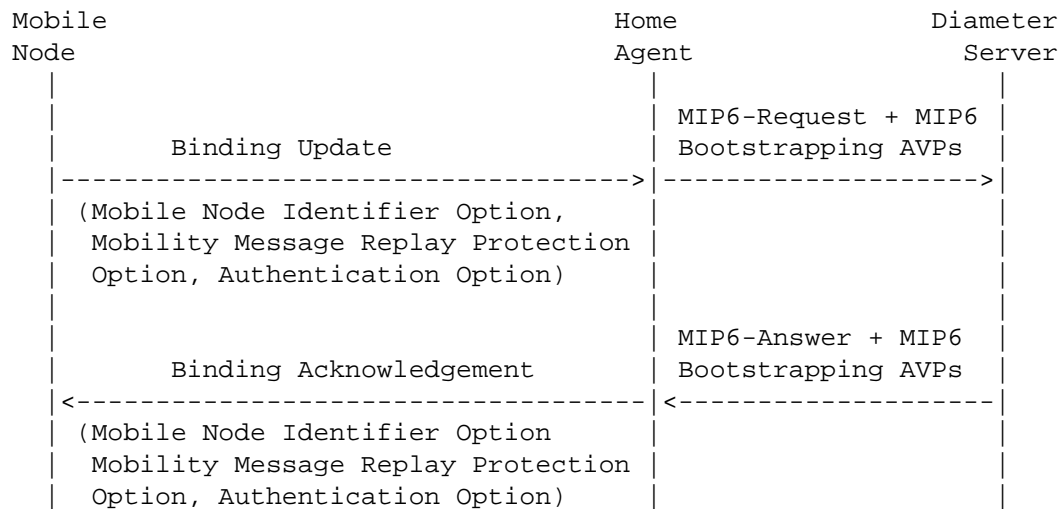 Mobile Home Diameter
Node Agent Server
MIP6-Request + MIP6
Binding Update Bootstrapping AVPs
(Mobile Node Identifier Option,
Mobility Message Replay Protection
Option, Authentication Option)
MIP6-Answer + MIP6
Binding Acknowledgement Bootstrapping AVPs
(Mobile Node Identifier Option
Mobility Message Replay Protection
Option, Authentication Option)